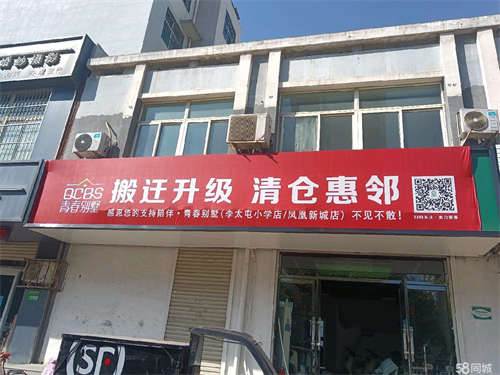 搬迁升级 清仓惠邻
QCBS
青春别墅
感恩您的支持陪伴·青春别墅(李太屯小学店/凤凰新城店)不见不散!
SF
58同城